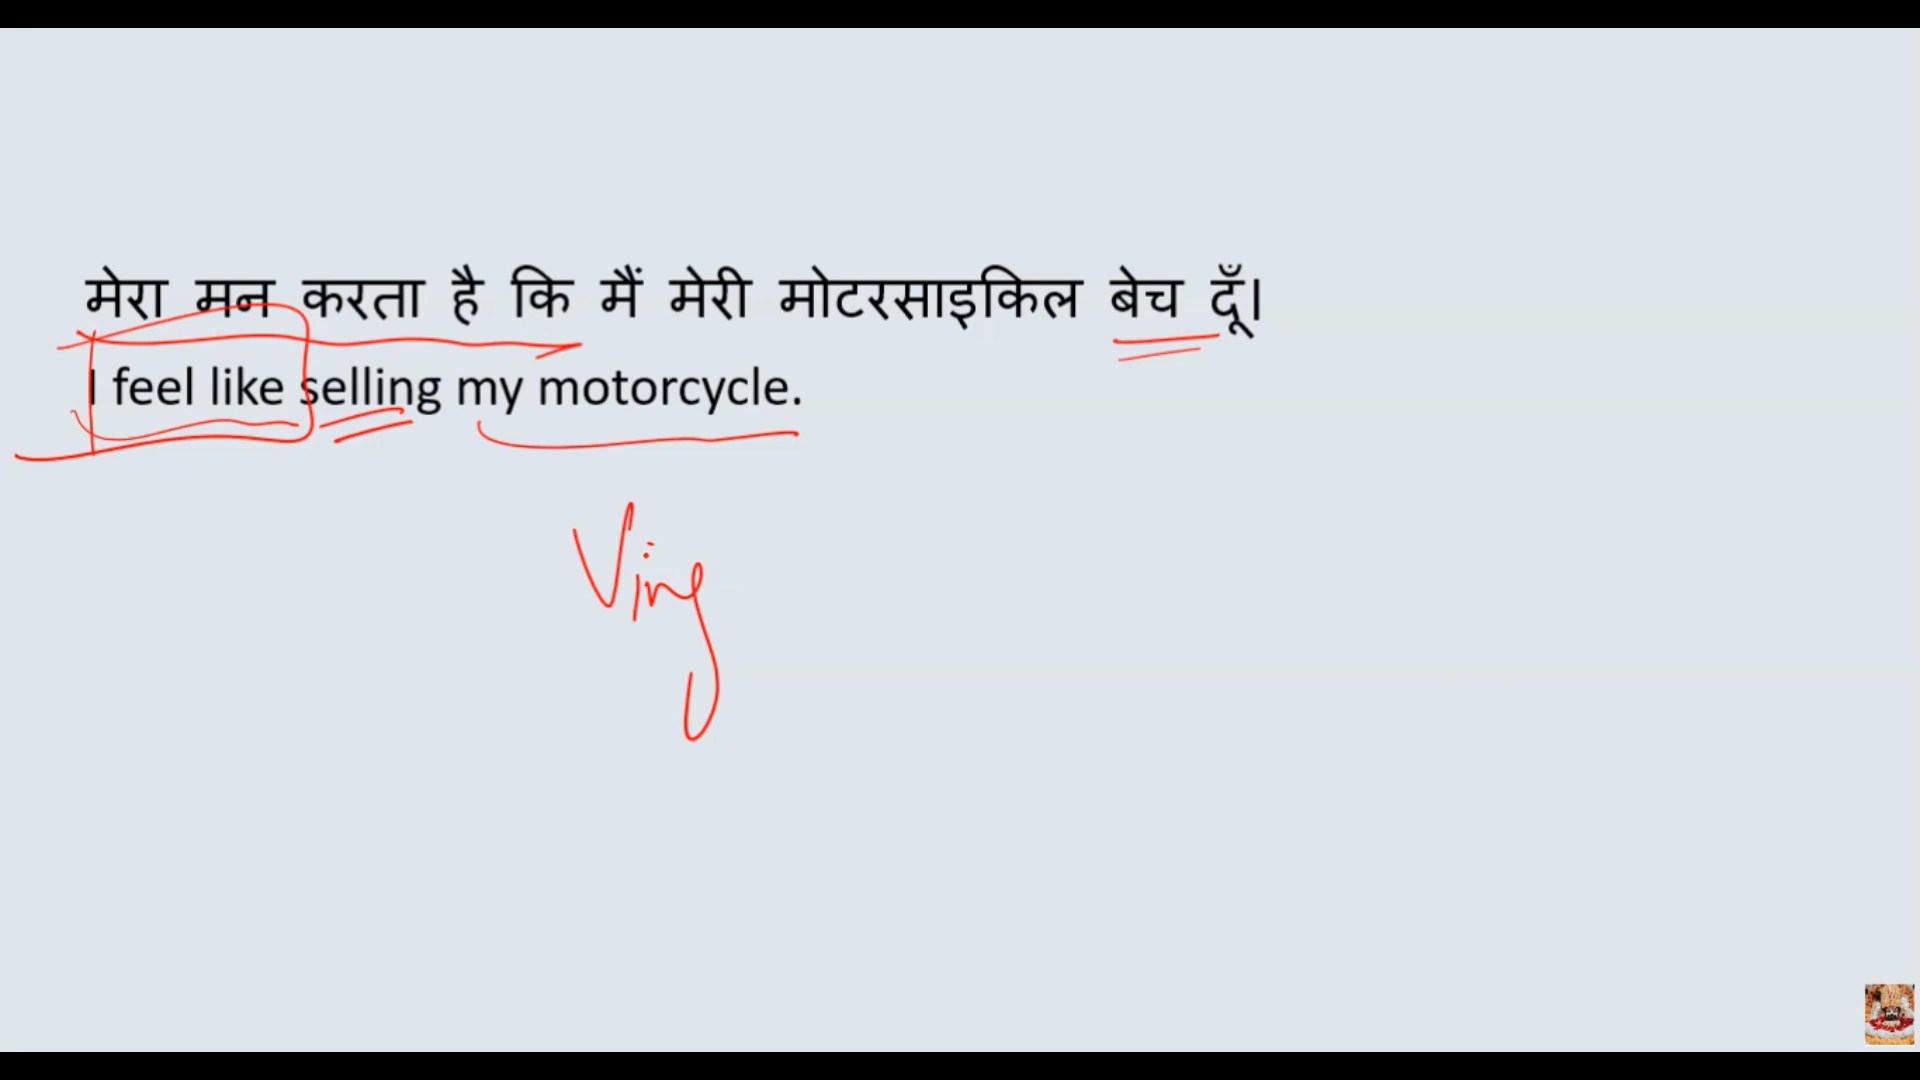 मेरा मन करता है कि मैं मेरी मोटरसाइकिल बेच दूँ।
I feel like selling my motorcycle.
Ving